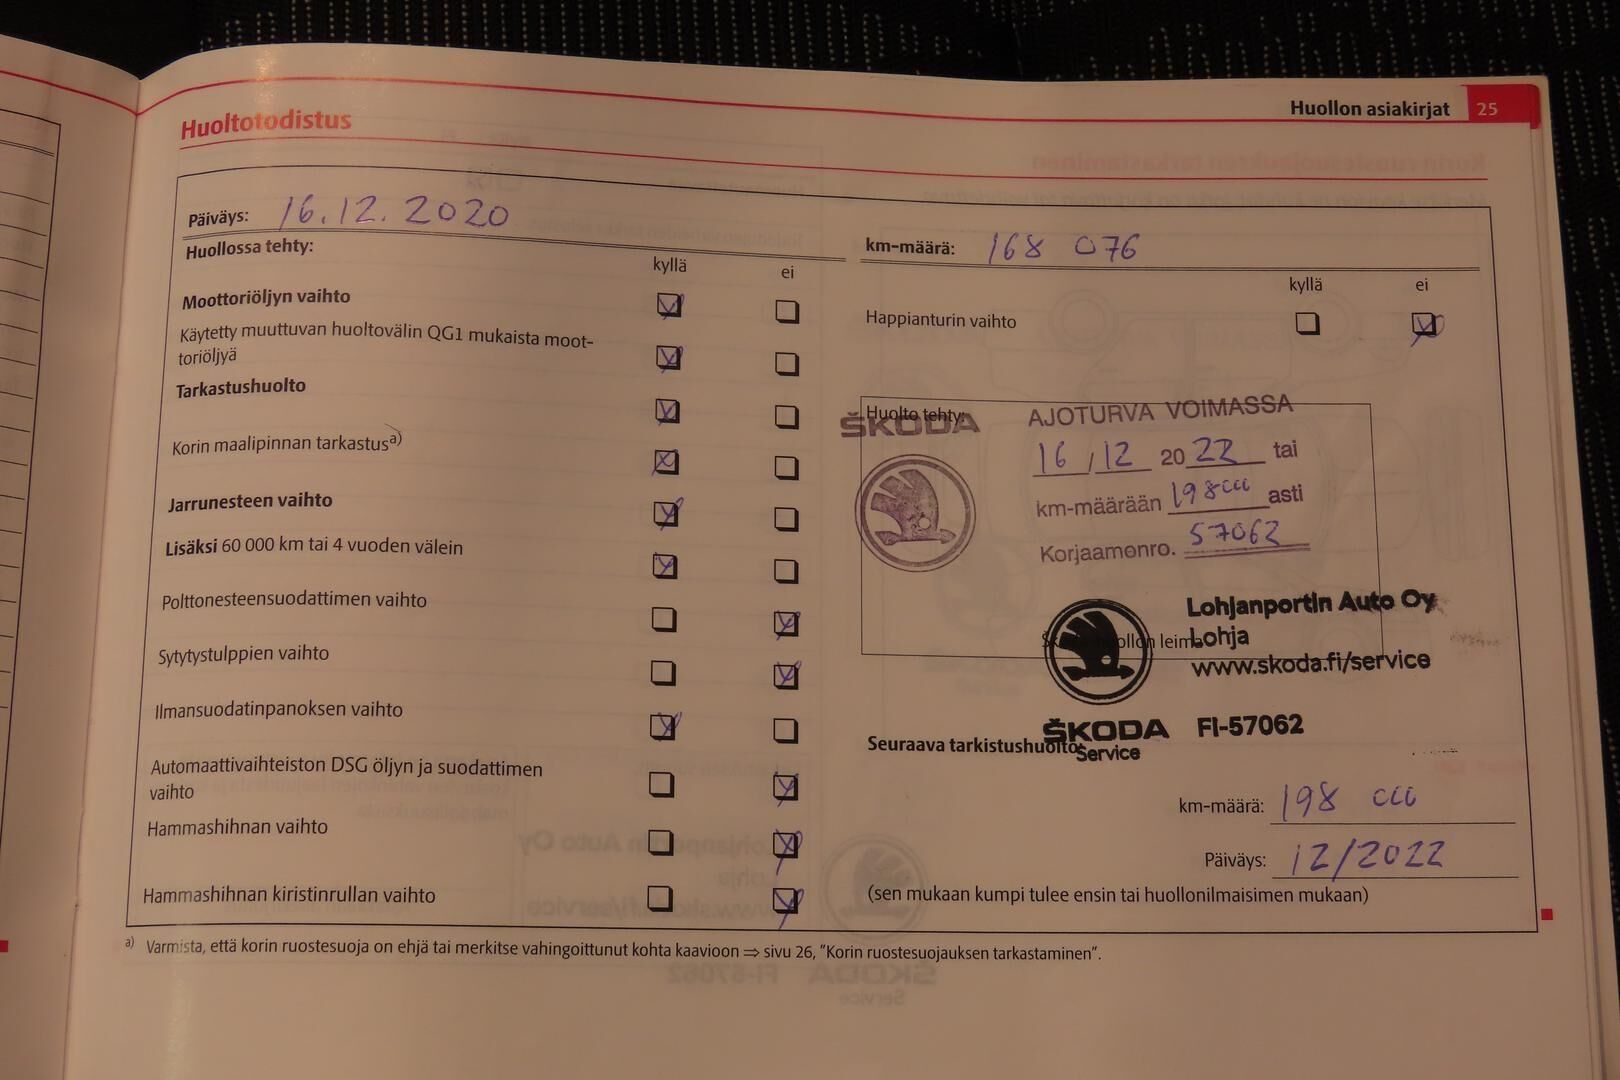 Huollon asiakirjat 25
Huoltotodistus
Päiväys: 16.12.2020
km-määrä: 168 076
Huollossa tehty:
kyllä ei
Moottoriöljyn vaihto
Käytetty muuttuvan huoltovälin QG1 mukaista moot-
toriöljyä
Tarkastushuolto
Korin maalipinnan tarkastusa)
Jarrunesteen vaihto
Lisäksi 60 000 km tai 4 vuoden välein
Polttonesteensuodattimen vaihto
Sytytystulppien vaihto
Ilmansuodatinpanoksen vaihto
Automaattivaihteiston DSG öljyn ja suodattimen
vaihto
Hammashihnan vaihto
Hammashihnan kiristinrullan vaihto
kyllä ei
Happianturin vaihto
Huolto tehty:
ŠKODA
AJOTURVA VOIMASSA
16/12 2022 tai
km-määrään 198000 asti
Korjaamonro. 57062
Lohjanportin Auto Oy
Lohja
www.skoda.fi/service
ŠKODA FI-57062
Service
Seuraava tarkistushuolto:
km-määrä: 198 000
Päiväys: 12/2022
(sen mukaan kumpi tulee ensin tai huollonilmaisimen mukaan)
a) Varmista, että korin ruostesuoja on ehjä tai merkitse vahingoittunut kohta kaavioon ⇒ sivu 26, "Korin ruostesuojauksen tarkastaminen".